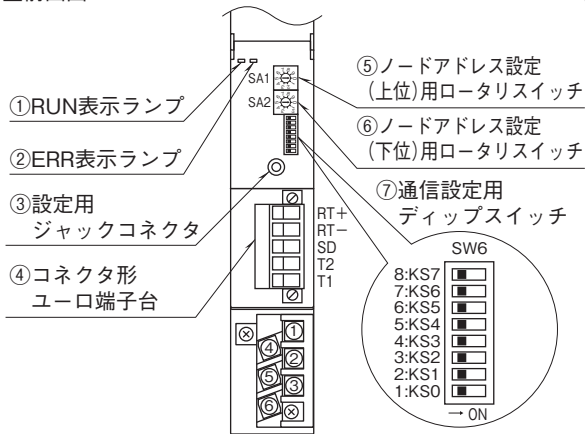 ①RUN表示ランプ
②ERR表示ランプ
③設定用
ジャックコネクタ
④コネクタ形
ユーロ端子台
SA1
SA2
RT+
RT−
SD
T2
T1
①
④
②
⑤
③
⑥
⑤ノードアドレス設定
(上位)用ロータリスイッチ
⑥ノードアドレス設定
(下位)用ロータリスイッチ
⑦通信設定用
ディップスイッチ
SW6
8:KS7
7:KS6
6:KS5
5:KS4
4:KS3
3:KS2
2:KS1
1:KS0
→ ON